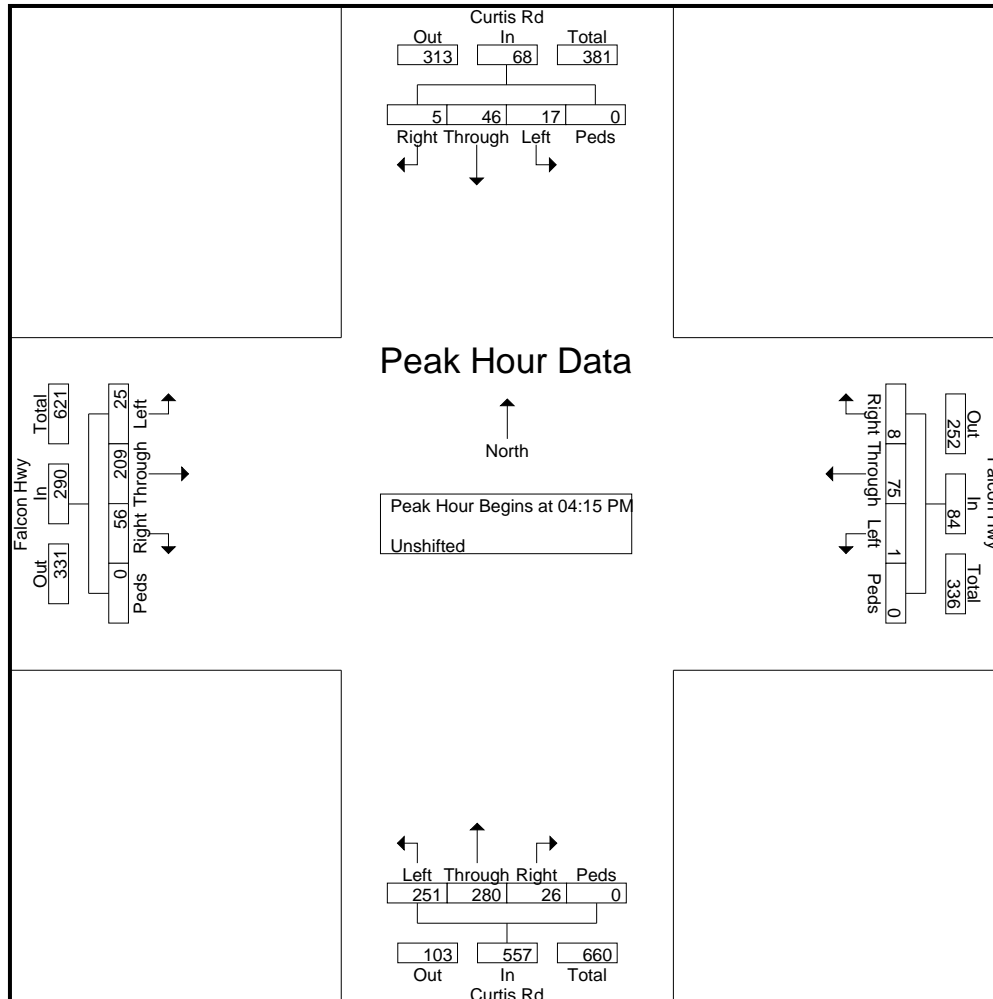 Curtis Rd
Out In Total
313 68 381
5 46 17 0
Right Through Left Peds
Peak Hour Data
North
Peak Hour Begins at 04:15 PM
Unshifted
Falcon Hwy
Total In Out
621 290 331
25 209 56 0
Left Through Right Peds
Right Through Left Peds
8 75 1 0
Out In Total
252 84 336
Falcon Hwy
Left Through Right Peds
251 280 26 0
103 557 660
Out In Total
Curtis Rd